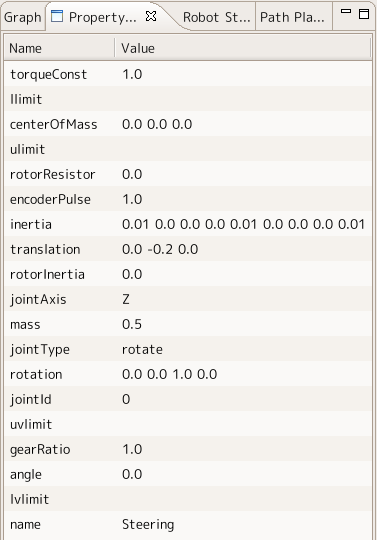 Graph Property... Robot St... Path Pla...
Name Value
torqueConst 1.0
llimit
centerOfMass 0.0 0.0 0.0
ulimit
rotorResistor 0.0
encoderPulse 1.0
inertia 0.01 0.0 0.0 0.0 0.01 0.0 0.0 0.0 0.01
translation 0.0 -0.2 0.0
rotorInertia 0.0
jointAxis Z
mass 0.5
jointType rotate
rotation 0.0 0.0 1.0 0.0
jointId 0
uvlimit
gearRatio 1.0
angle 0.0
lvlimit
name Steering